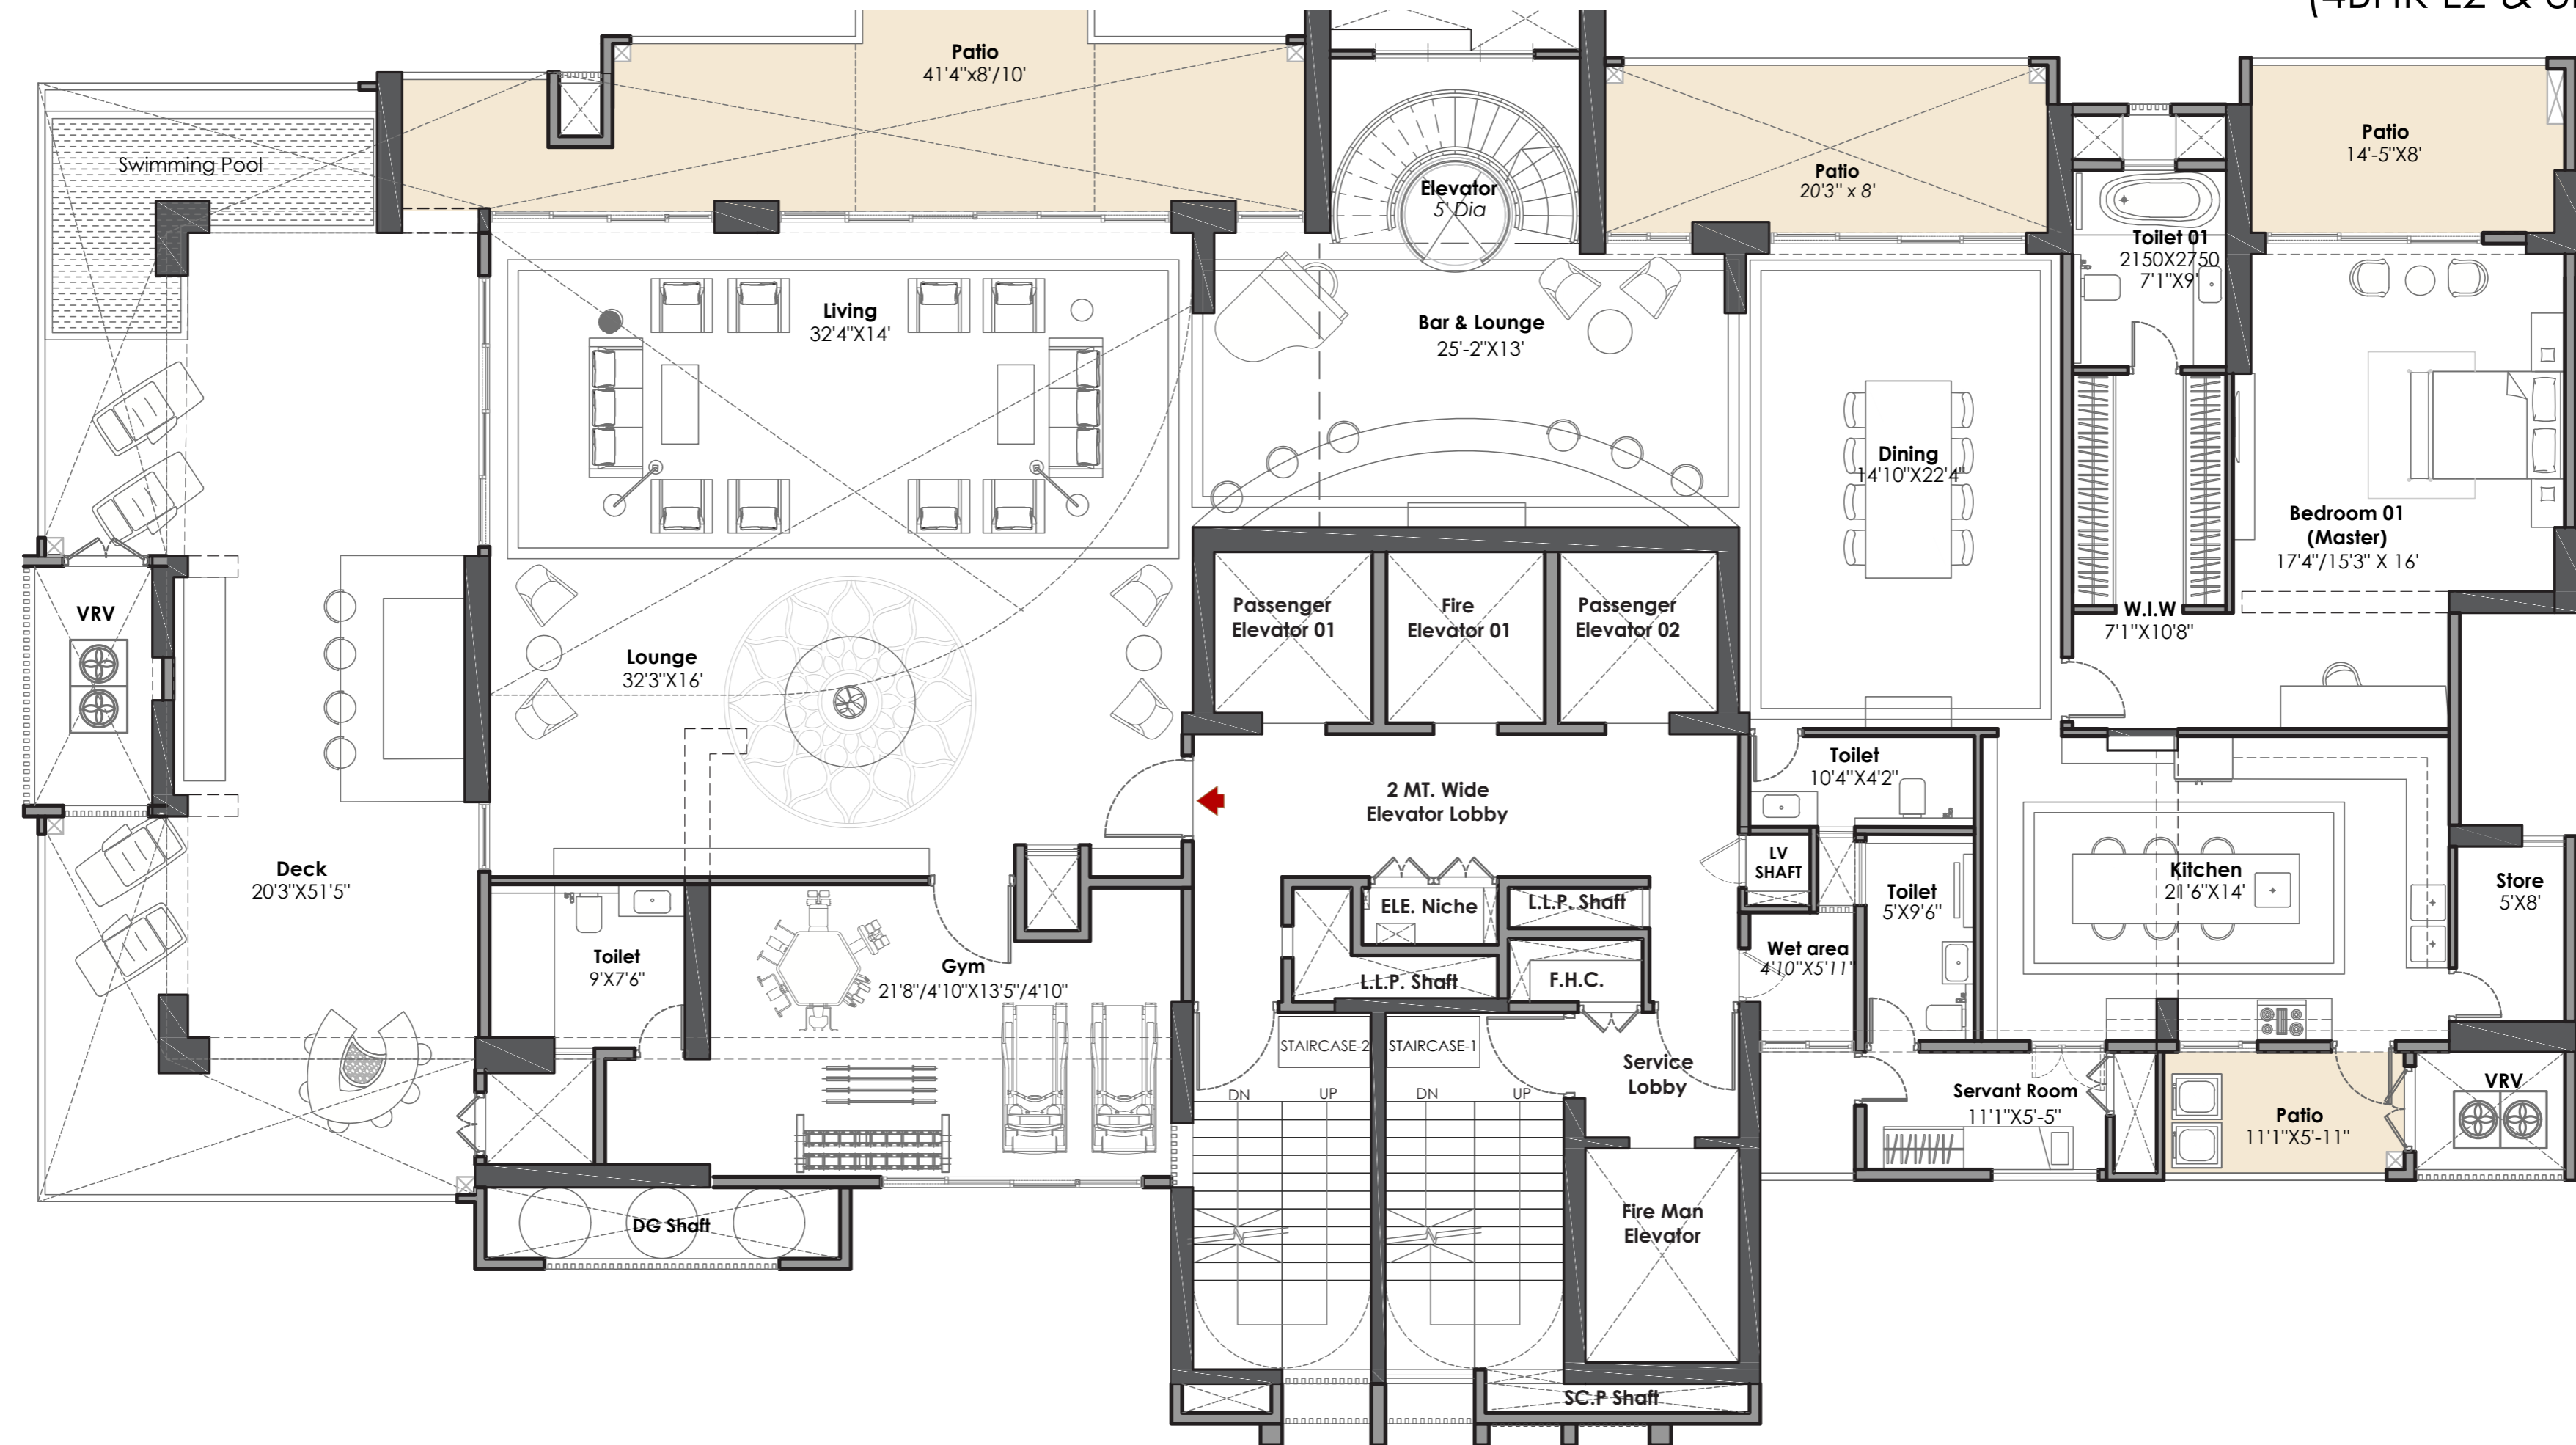 (4BHK L2 & U
Patio
41'4"x8'/10'
Swimming Pool
Elevator
5' Dia
Patio
20'3" x 8'
Patio
14'-5"X8'
Toilet 01
2150X2750
7'1"X9'
Living
32'4"X14'
Bar & Lounge
25'-2"X13'
Dining
14'10"X22'4"
Bedroom 01
(Master)
17'4"/15'3" X 16'
W.I.W
7'1"X10'8"
VRV
Passenger
Elevator 01
Fire
Elevator 01
Passenger
Elevator 02
Lounge
32'3"X16'
2 MT. Wide
Elevator Lobby
Toilet
10'4"X4'2"
LV
SHAFT
Toilet
5'X9'6"
Kitchen
21'6"X14'
Store
5'X8'
Deck
20'3"X51'5"
ELE. Niche
L.L.P. Shaft
Toilet
9'X7'6"
Gym
21'8"/4'10"X13'5"/4'10"
L.L.P. Shaft
F.H.C.
Wet area
4'10"X5'11"
STAIRCASE-2
STAIRCASE-1
Service
Lobby
DN
UP
DN
UP
Servant Room
11'1"X5'-5"
Patio
11'1"X5'-11"
VRV
DG Shaft
Fire Man
Elevator
SC.P Shaft